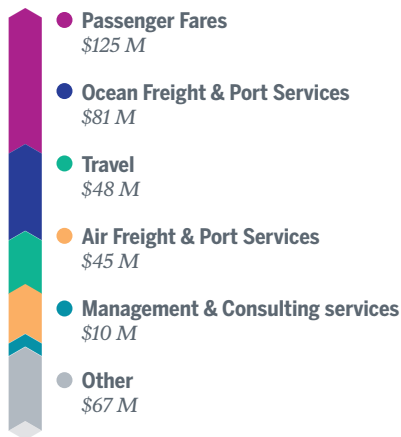 Passenger Fares
$125 M
Ocean Freight & Port Services
$81 M
Travel
$48 M
Air Freight & Port Services
$45 M
Management & Consulting services
$10 M
Other
$67 M